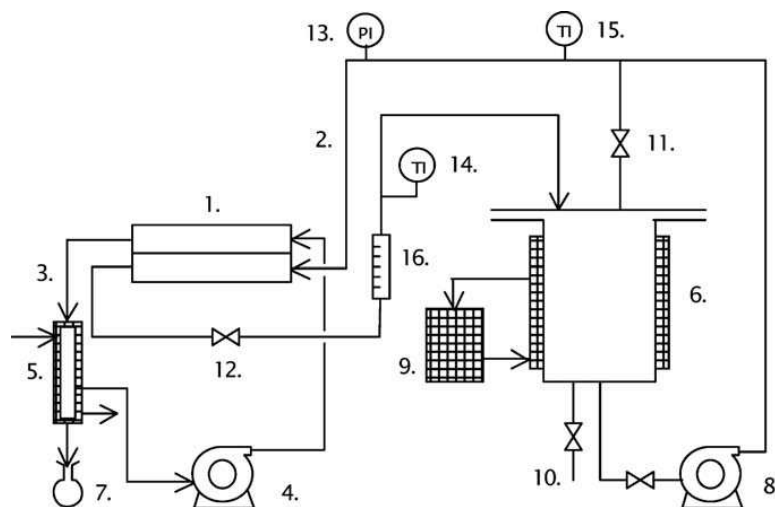 13. PI TI 15.
2. 11.
TI 14.
1.
3. 16. 6.
5. 12. 9.
7. 4. 10. 8